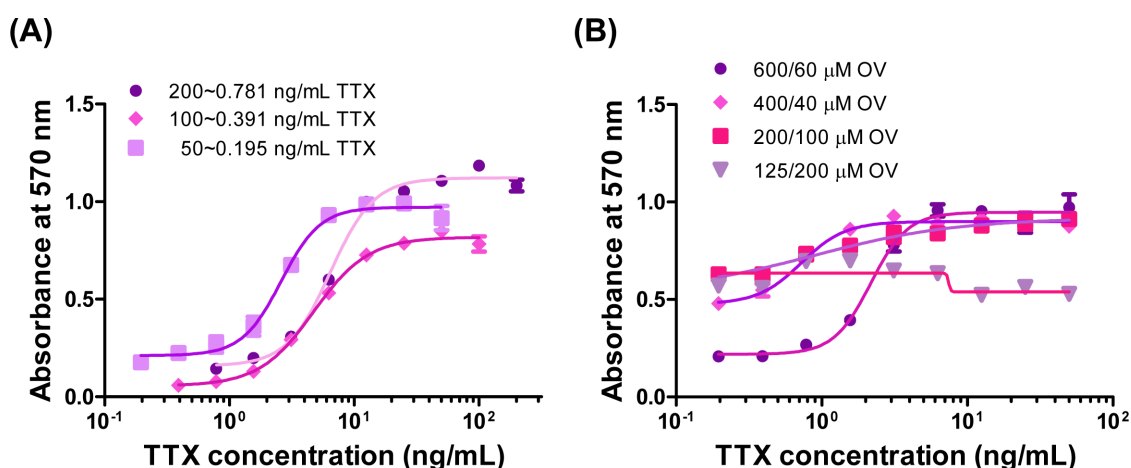 (A)
200~0.781 ng/mL TTX
100~0.391 ng/mL TTX
50~0.195 ng/mL TTX
Absorbance at 570 nm
1.5
1.0
0.5
0.0
10⁻¹ 10⁰ 10¹ 10²
TTX concentration (ng/mL)
(B)
600/60 µM OV
400/40 µM OV
200/100 µM OV
125/200 µM OV
Absorbance at 570 nm
1.5
1.0
0.5
0.0
10⁻¹ 10⁰ 10¹ 10²
TTX concentration (ng/mL)